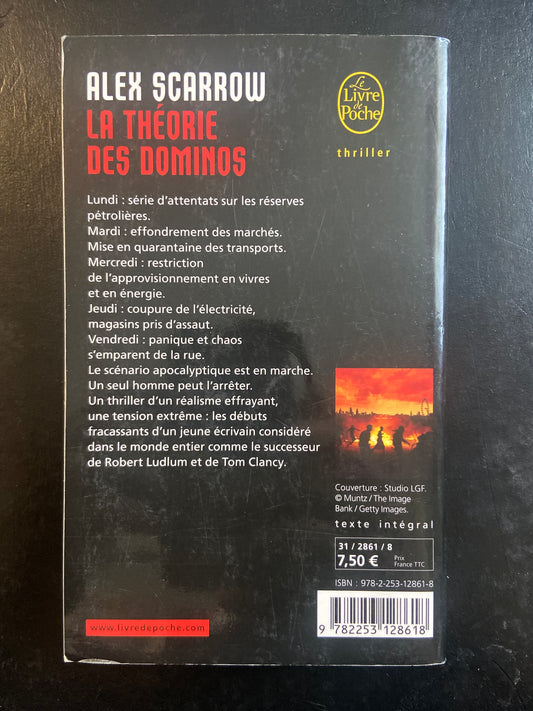 ALEX SCARROW
LA THÉORIE
DES DOMINOS
Le
Livre
de
Poche
thriller
Lundi : série d'attentats sur les réserves
pétrolières.
Mardi : effondrement des marchés.
Mise en quarantaine des transports.
Mercredi : restriction
de l'approvisionnement en vivres
et en énergie.
Jeudi : coupure de l'électricité,
magasins pris d'assaut.
Vendredi : panique et chaos
s'emparent de la rue.
Le scénario apocalyptique est en marche.
Un seul homme peut l'arrêter.
Un thriller d'un réalisme effrayant,
une tension extrême : les débuts
fracassants d'un jeune écrivain considéré
dans le monde entier comme le successeur
de Robert Ludlum et de Tom Clancy.
Couverture : Studio LGF.
© Muntz / The Image
Bank / Getty Images.
texte intégral
31 / 2861 / 8
7,50 € Prix
France TTC
ISBN : 978-2-253-12861-8
9 782253 128618
www.livredepoche.com